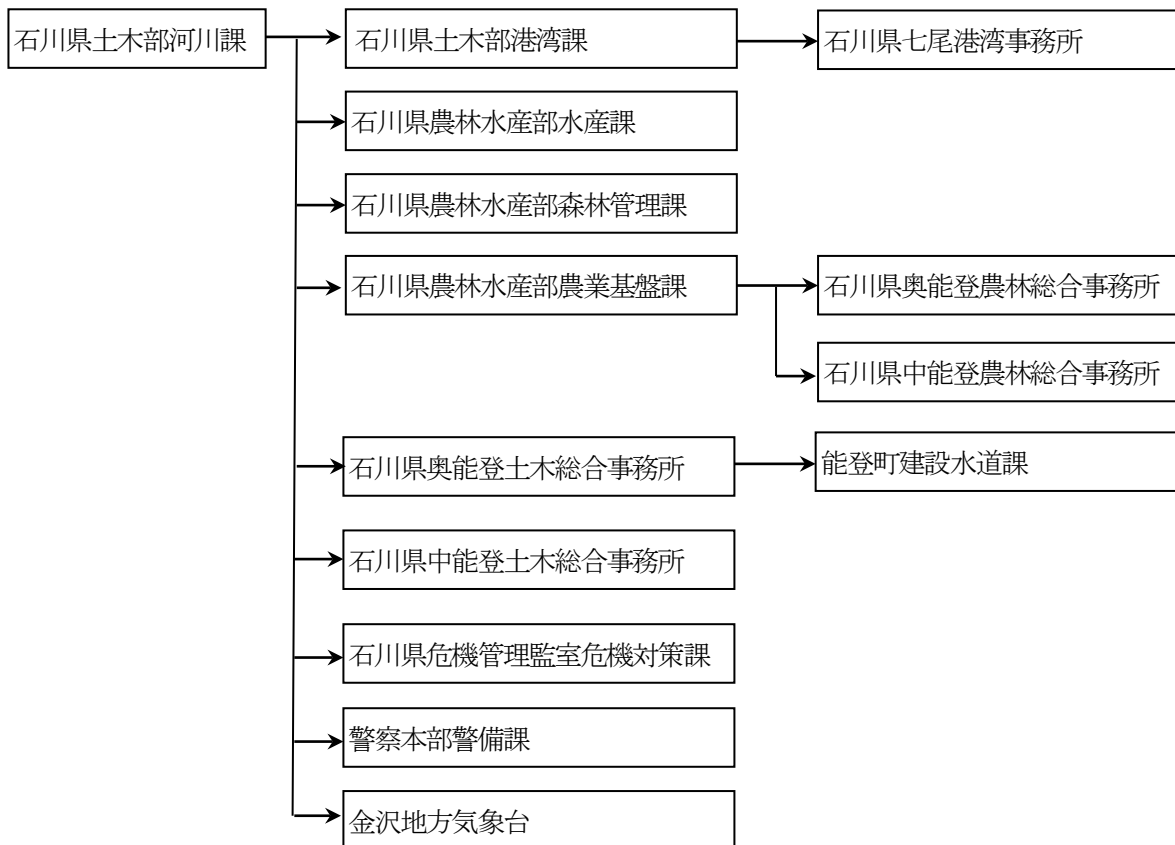 石川県土木部河川課
石川県土木部港湾課
石川県七尾港湾事務所
石川県農林水産部水産課
石川県農林水産部森林管理課
石川県農林水産部農業基盤課
石川県奥能登農林総合事務所
石川県中能登農林総合事務所
石川県奥能登土木総合事務所
能登町建設水道課
石川県中能登土木総合事務所
石川県危機管理監室危機対策課
警察本部警備課
金沢地方気象台